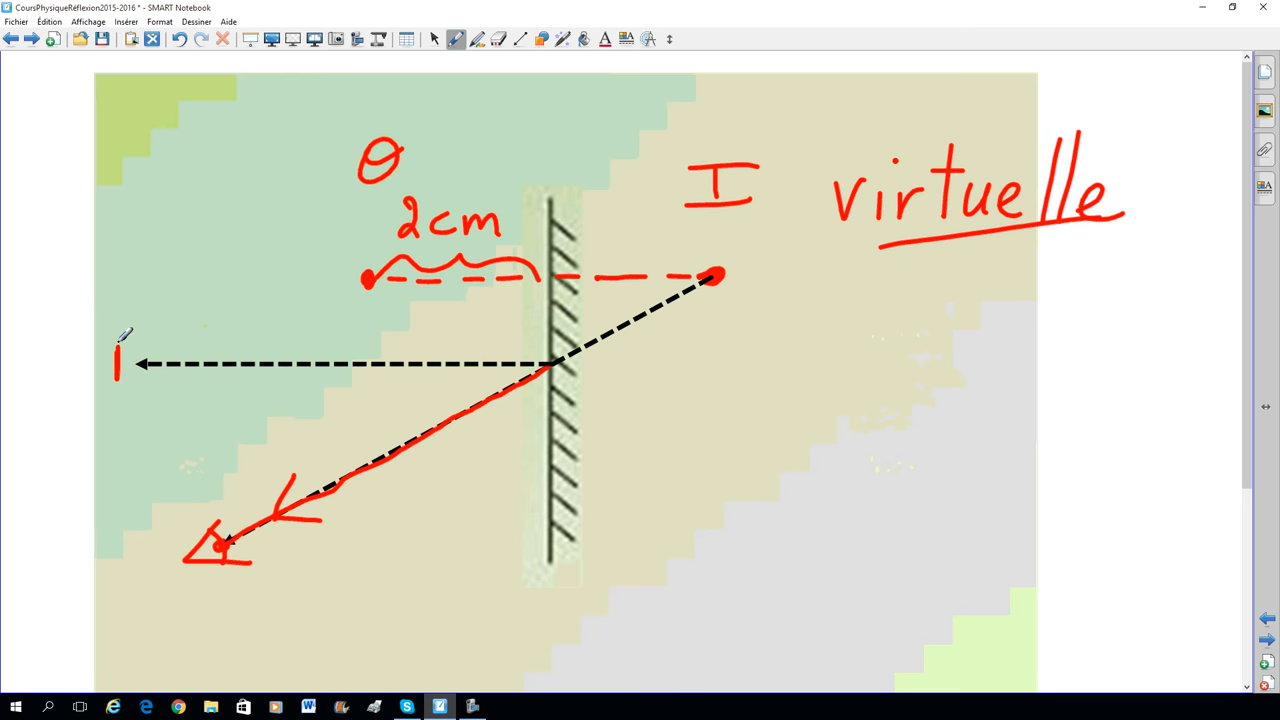 CoursPhysiqueRéflexion2015-2016 * - SMART Notebook
Fichier Édition Affichage Insérer Format Dessiner Aide
O
I
virtuelle
2cm